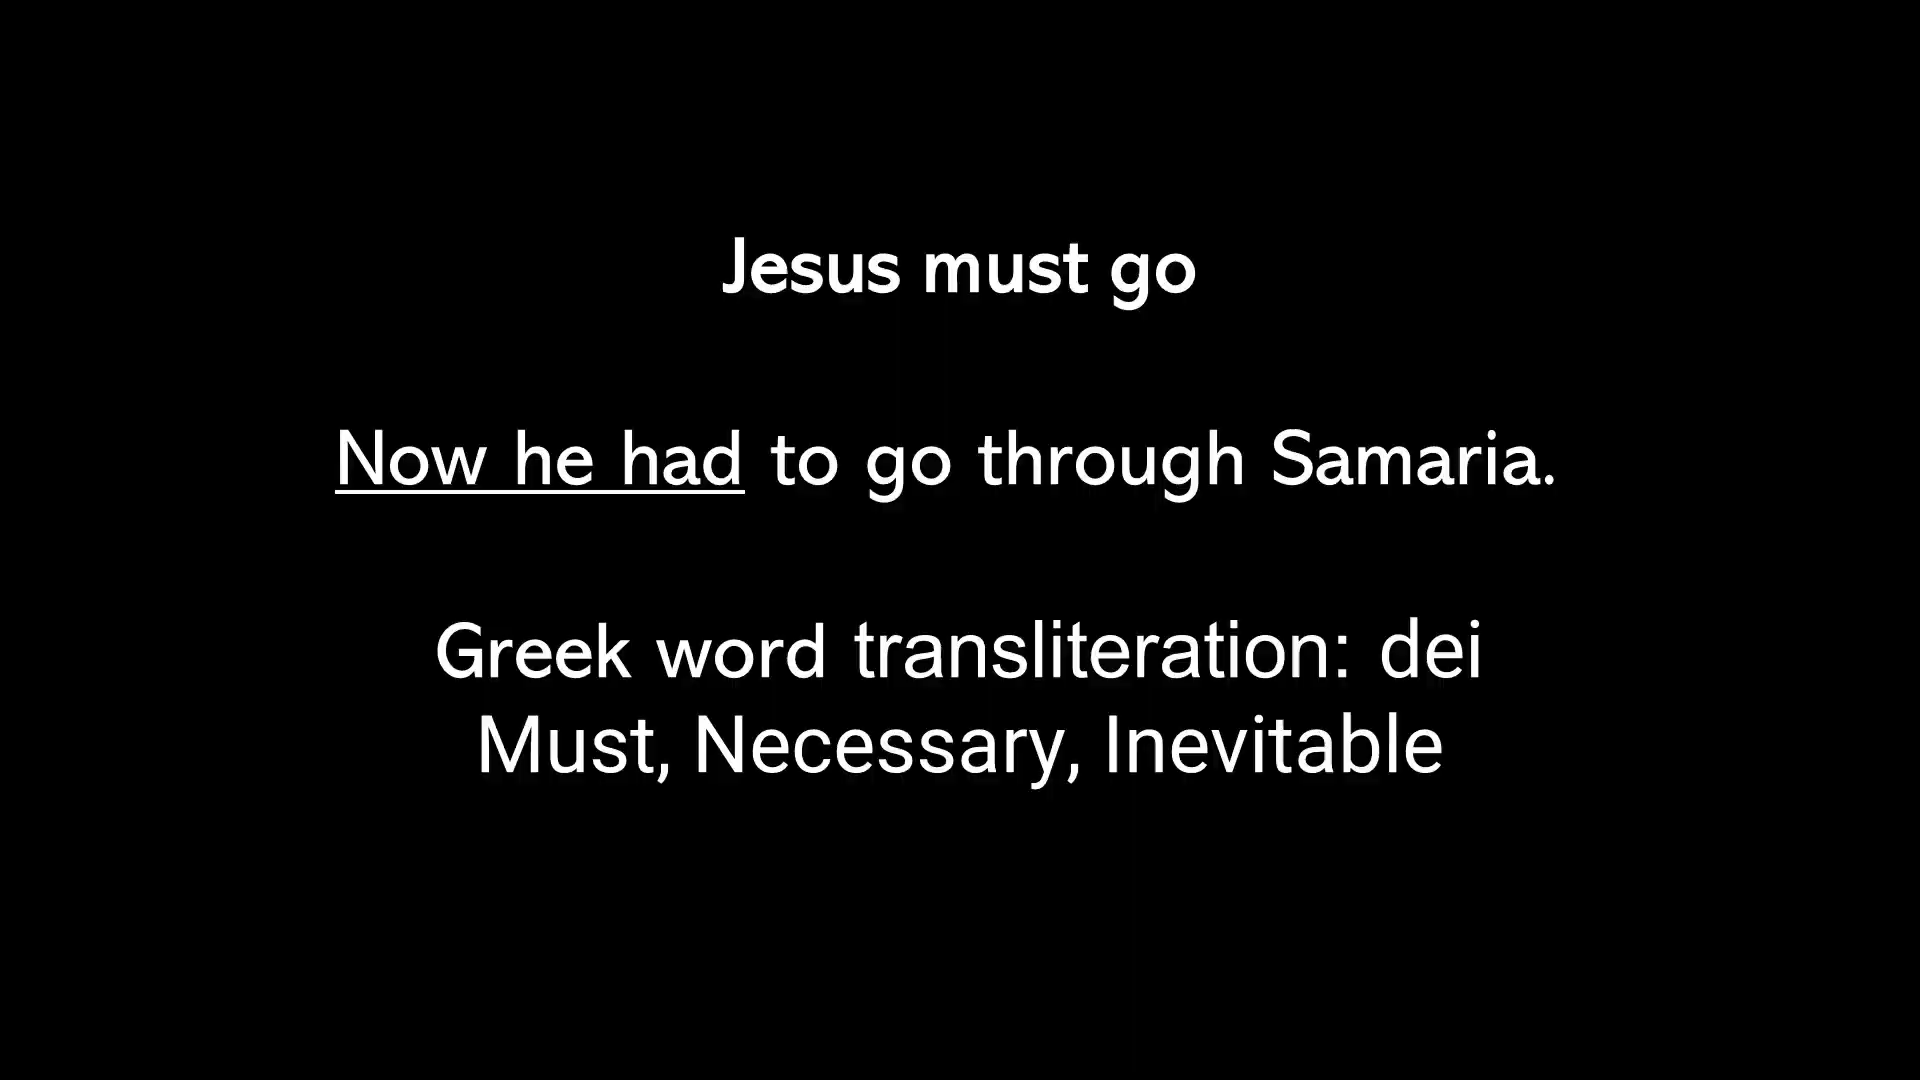 Jesus must go
Now he had to go through Samaria.
Greek word transliteration: dei
Must, Necessary, Inevitable